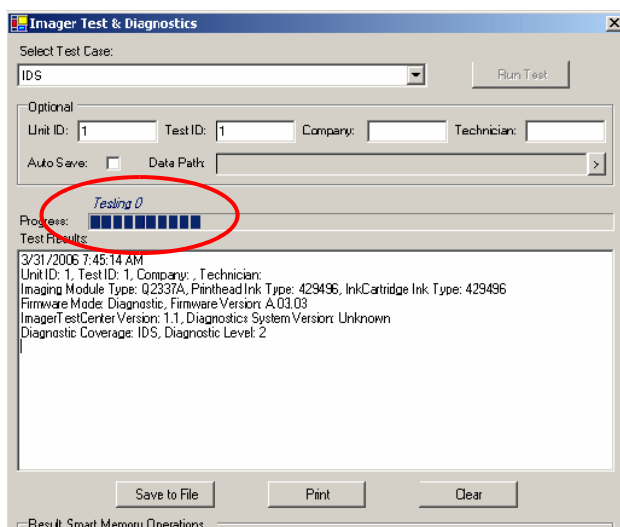 Imager Test & Diagnostics
Select Test Case:
IDS
Run Test
Optional
Unit ID: 1 Test ID: 1 Company: Technician:
Auto Save: Data Path: >
Testing 0
Progress:
Test Results:
3/31/2006 7:45:14 AM
Unit ID: 1, Test ID: 1, Company: , Technician:
Imaging Module Type: Q2337A, Printhead Ink Type: 429496, InkCartridge Ink Type: 429496
Firmware Mode: Diagnostic, Firmware Version: A.03.03
ImagerTestCenter Version: 1.1, Diagnostics System Version: Unknown
Diagnostic Coverage: IDS, Diagnostic Level: 2
Save to File Print Clear
Result Smart Memory Operations